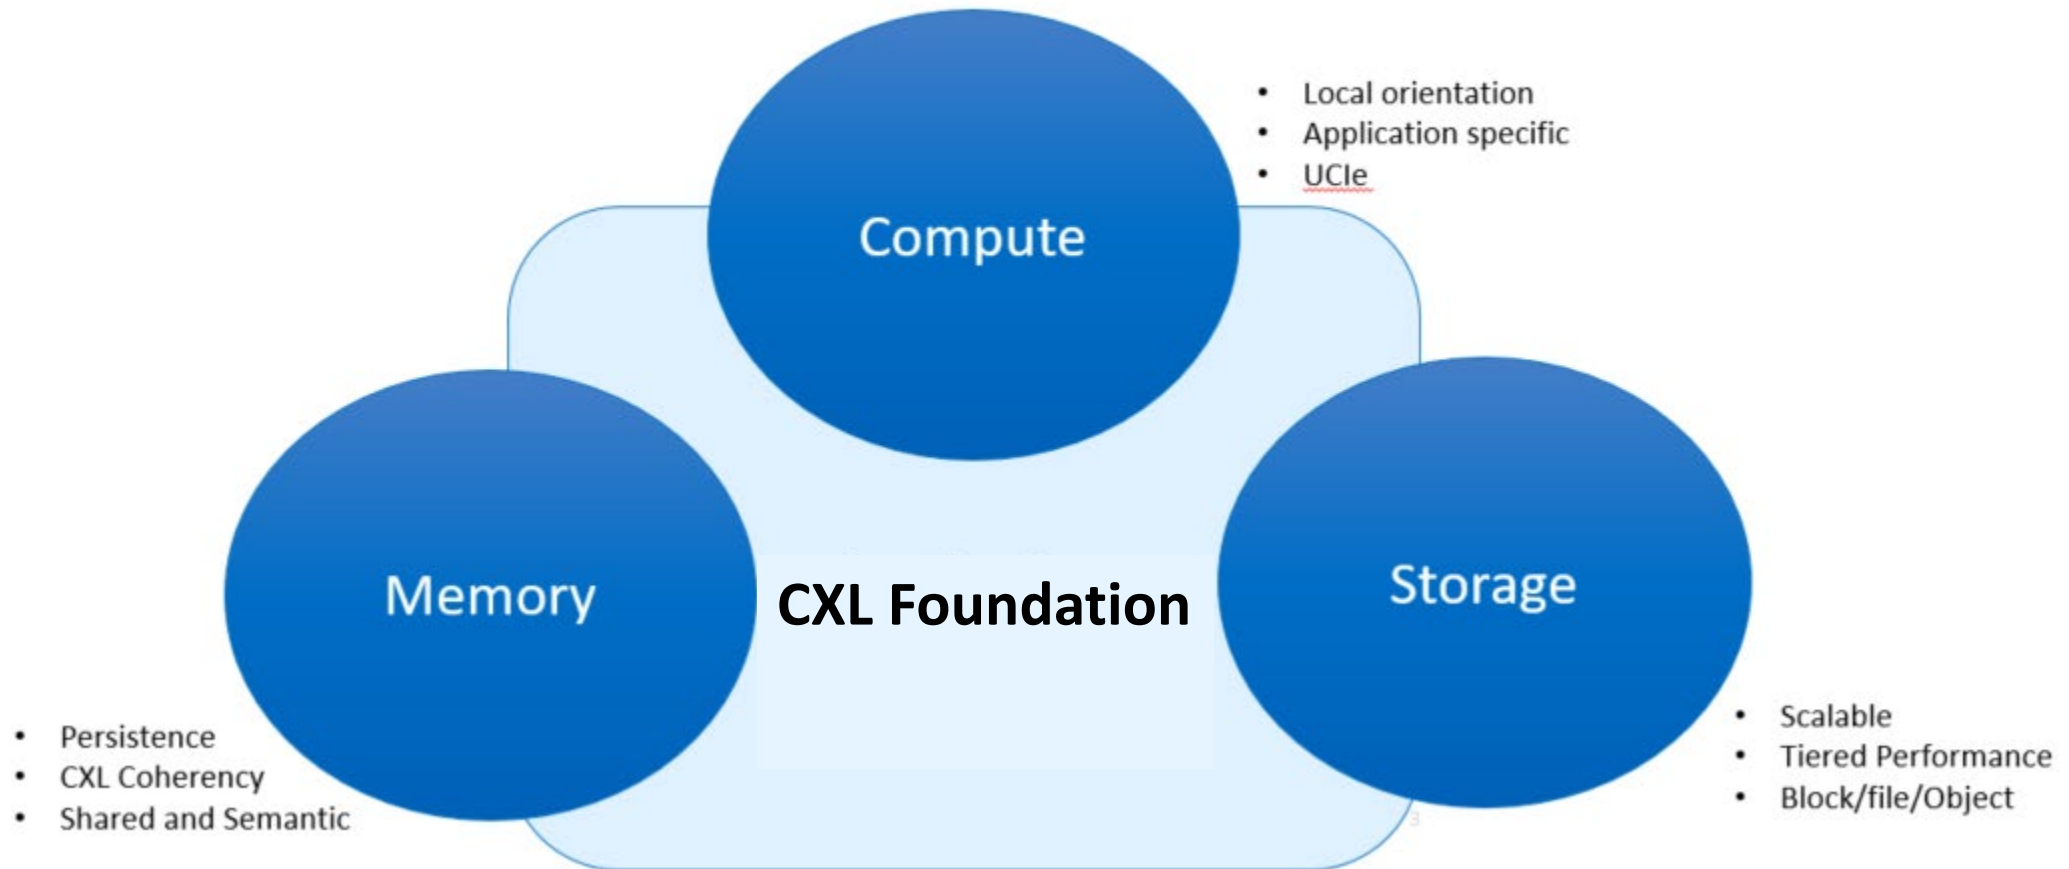 • Local orientation
• Application specific
• UCIe
Compute
Memory
CXL Foundation
Storage
• Persistence
• CXL Coherency
• Shared and Semantic
• Scalable
• Tiered Performance
• Block/file/Object
3